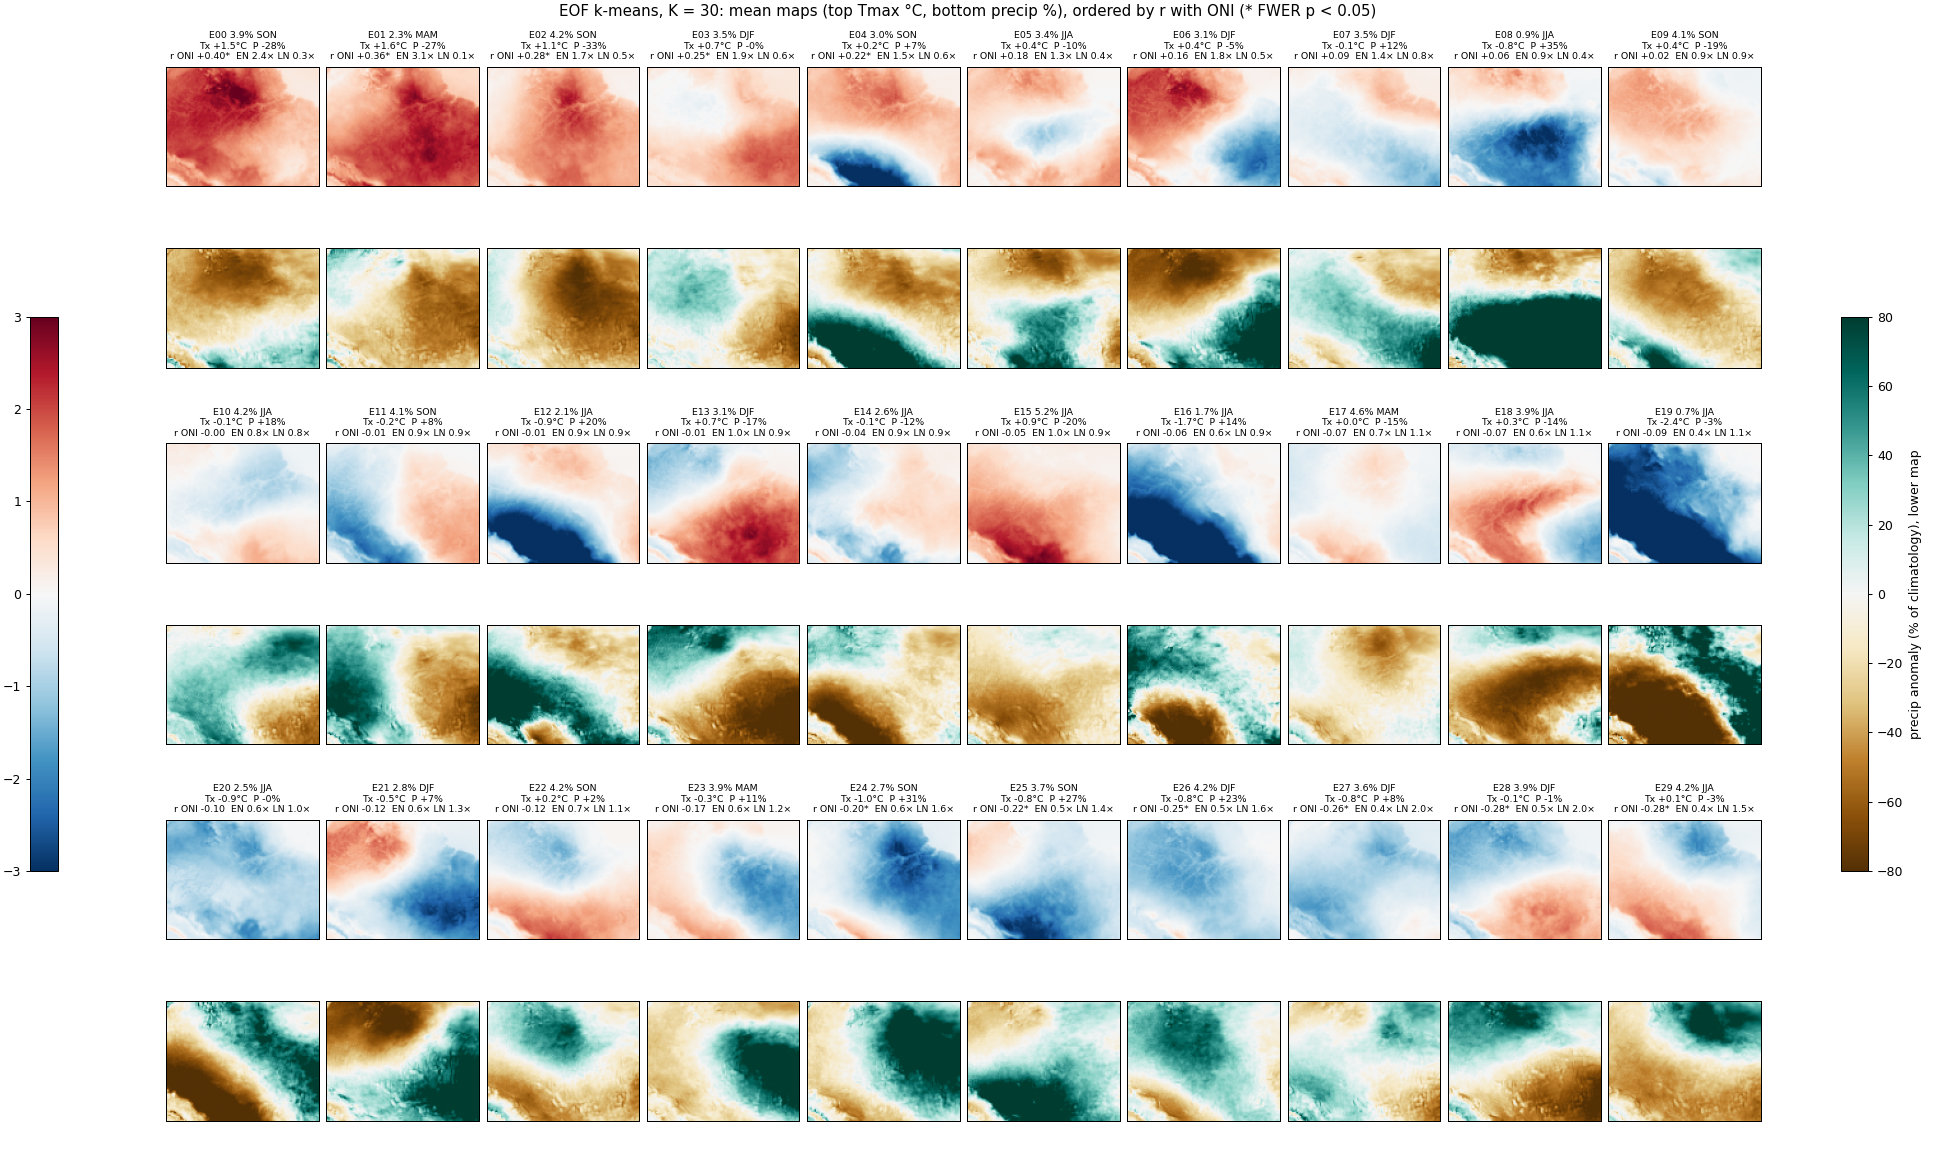 EOF k-means, K = 30: mean maps (top Tmax °C, bottom precip %), ordered by r with ONI (* FWER p < 0.05)
E00 3.9% SON
Tx +1.5°C  P -28%
r ONI +0.40*  EN 2.4× LN 0.3×
E01 2.3% MAM
Tx +1.6°C  P -27%
r ONI +0.36*  EN 3.1× LN 0.1×
E02 4.2% SON
Tx +1.1°C  P -33%
r ONI +0.28*  EN 1.7× LN 0.5×
E03 3.5% DJF
Tx +0.7°C  P -0%
r ONI +0.25*  EN 1.9× LN 0.6×
E04 3.0% SON
Tx +0.2°C  P +7%
r ONI +0.22*  EN 1.5× LN 0.6×
E05 3.4% JJA
Tx +0.4°C  P -10%
r ONI +0.18  EN 1.3× LN 0.4×
E06 3.1% DJF
Tx +0.4°C  P -5%
r ONI +0.16  EN 1.8× LN 0.5×
E07 3.5% DJF
Tx -0.1°C  P +12%
r ONI +0.09  EN 1.4× LN 0.8×
E08 0.9% JJA
Tx -0.8°C  P +35%
r ONI +0.06  EN 0.9× LN 0.4×
E09 4.1% SON
Tx +0.4°C  P -19%
r ONI +0.02  EN 0.9× LN 0.9×
E10 4.2% JJA
Tx -0.1°C  P +18%
r ONI -0.00  EN 0.8× LN 0.8×
E11 4.1% SON
Tx -0.2°C  P +8%
r ONI -0.01  EN 0.9× LN 0.9×
E12 2.1% JJA
Tx -0.9°C  P +20%
r ONI -0.01  EN 0.9× LN 0.9×
E13 3.1% DJF
Tx +0.7°C  P -17%
r ONI -0.01  EN 1.0× LN 0.9×
E14 2.6% JJA
Tx -0.1°C  P -12%
r ONI -0.04  EN 0.9× LN 0.9×
E15 5.2% JJA
Tx +0.9°C  P -20%
r ONI -0.05  EN 1.0× LN 0.9×
E16 1.7% JJA
Tx -1.7°C  P +14%
r ONI -0.06  EN 0.6× LN 0.9×
E17 4.6% MAM
Tx +0.0°C  P -15%
r ONI -0.07  EN 0.7× LN 1.1×
E18 3.9% JJA
Tx +0.3°C  P -14%
r ONI -0.07  EN 0.6× LN 1.1×
E19 0.7% JJA
Tx -2.4°C  P -3%
r ONI -0.09  EN 0.4× LN 1.1×
E20 2.5% JJA
Tx -0.9°C  P -0%
r ONI -0.10  EN 0.6× LN 1.0×
E21 2.8% DJF
Tx -0.5°C  P +7%
r ONI -0.12  EN 0.6× LN 1.3×
E22 4.2% SON
Tx +0.2°C  P +2%
r ONI -0.12  EN 0.7× LN 1.1×
E23 3.9% MAM
Tx -0.3°C  P +11%
r ONI -0.17  EN 0.6× LN 1.2×
E24 2.7% SON
Tx -1.0°C  P +31%
r ONI -0.20*  EN 0.6× LN 1.6×
E25 3.7% SON
Tx -0.8°C  P +27%
r ONI -0.22*  EN 0.5× LN 1.4×
E26 4.2% DJF
Tx -0.8°C  P +23%
r ONI -0.25*  EN 0.5× LN 1.6×
E27 3.6% DJF
Tx -0.8°C  P +8%
r ONI -0.26*  EN 0.4× LN 2.0×
E28 3.9% DJF
Tx -0.1°C  P -1%
r ONI -0.28*  EN 0.5× LN 2.0×
E29 4.2% JJA
Tx +0.1°C  P -3%
r ONI -0.28*  EN 0.4× LN 1.5×
3
2
1
0
−1
−2
−3
80
60
40
20
0
−20
−40
−60
−80
precip anomaly (% of climatology), lower map